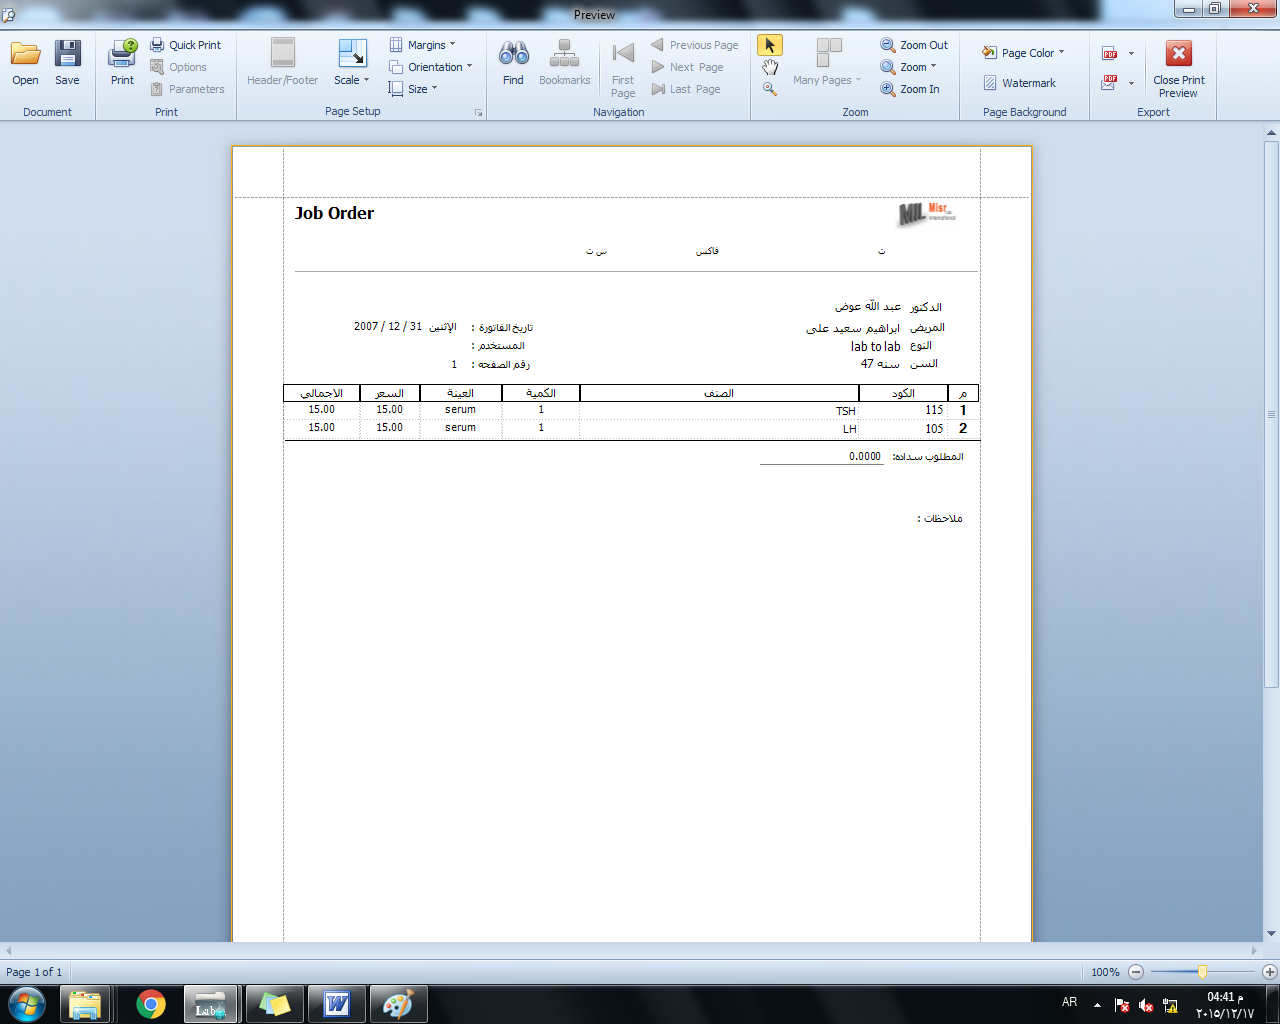 Preview
Open
Save
Document
Print
Quick Print
Options
Parameters
Print
Header/Footer
Scale
Margins
Orientation
Size
Page Setup
Find
Bookmarks
First Page
Previous Page
Next Page
Last Page
Navigation
Many Pages
Zoom Out
Zoom
Zoom In
Zoom
Page Color
Watermark
Page Background
PDF
PDF
Export
Close Print Preview
Job Order
MIL Misr Lab International
ت فاكس س ت
الدكتور عبد الله عوض
المريض ابراهيم سعيد على تاريخ الفاتورة : الإثنين 31 / 12 / 2007
النوع lab to lab المستخدم :
السن 47 سنه رقم الصفحه : 1
م الكود الصنف الكمية العينة السعر الاجمالي
1 115 TSH 1 serum 15.00 15.00
2 105 LH 1 serum 15.00 15.00
المطلوب سداده: 0.0000
ملاحظات :
Page 1 of 1
100%
Lab
W
AR
04:41 م
٢٠١٥/١٢/١٧